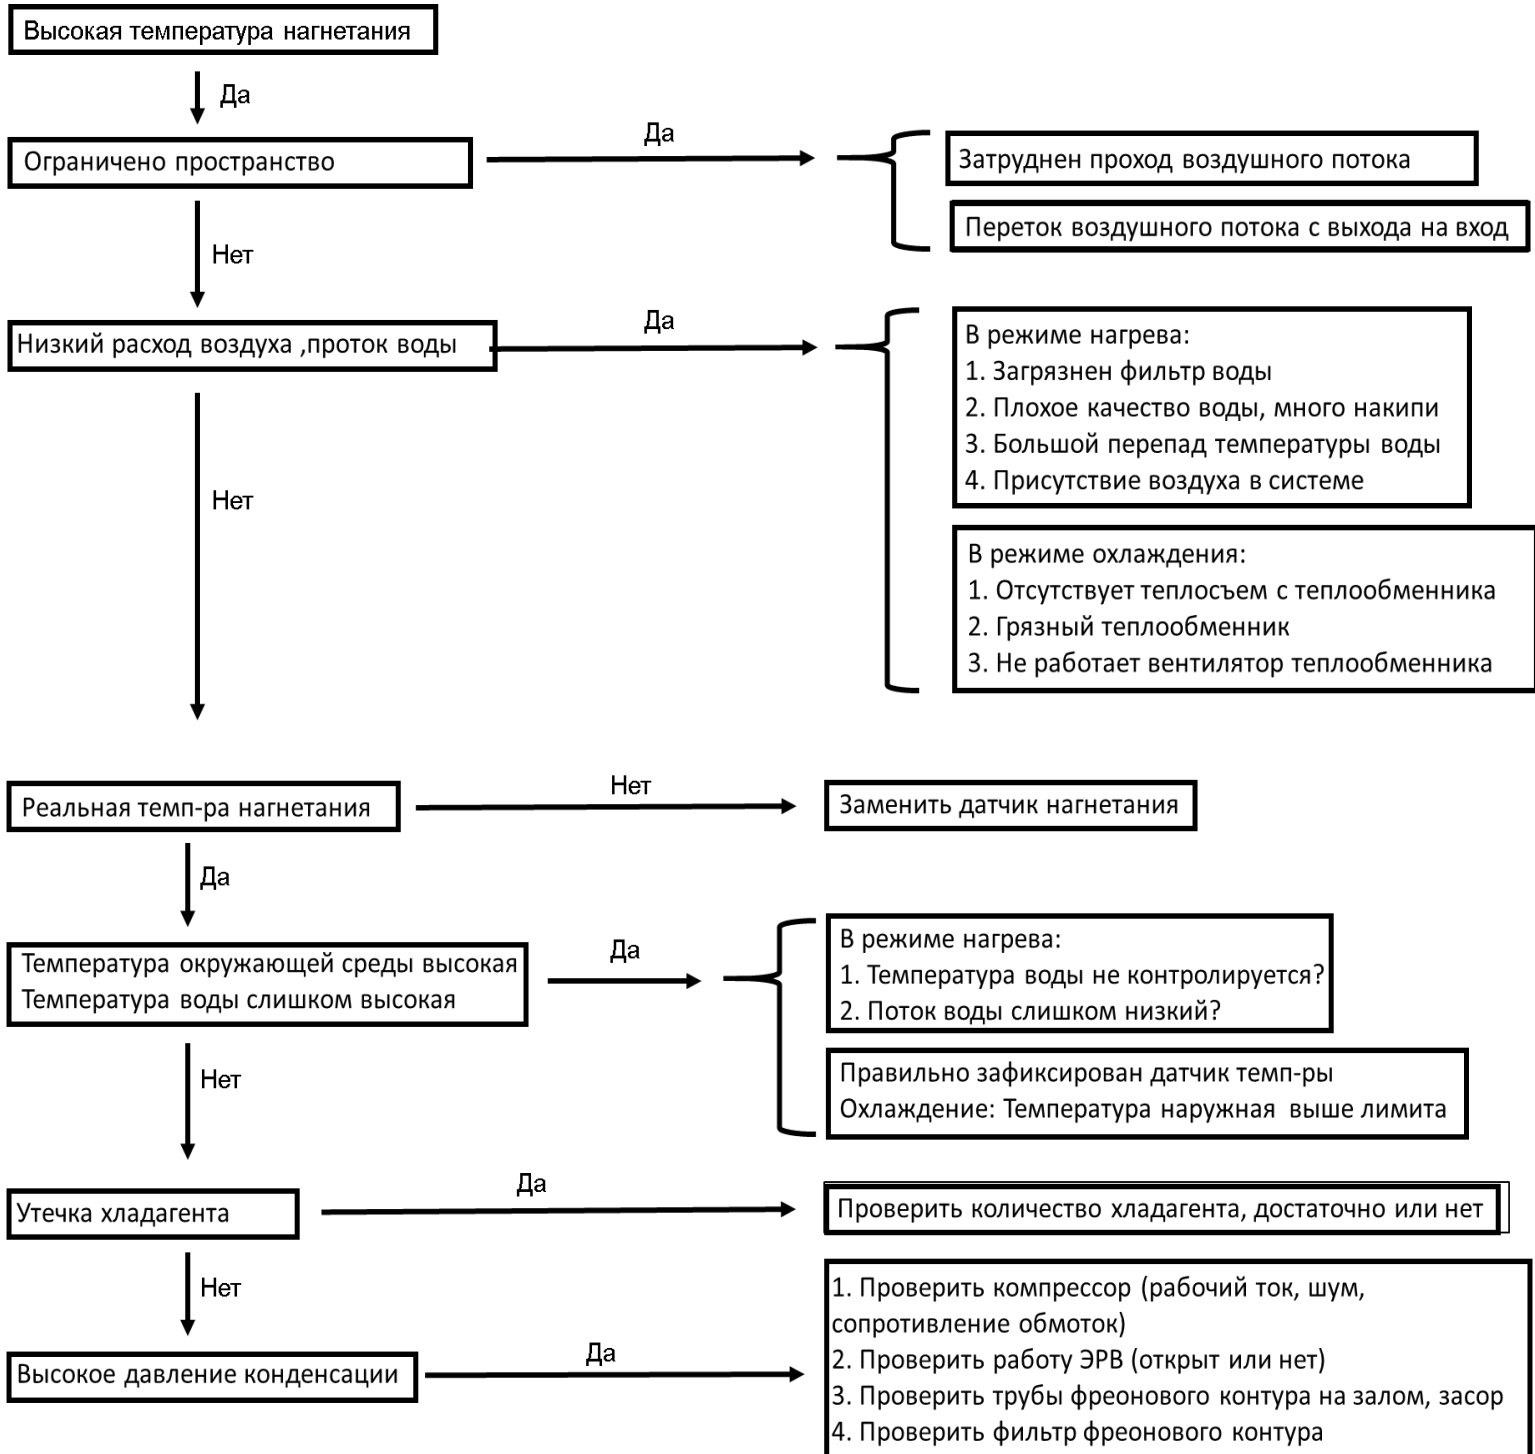 Высокая температура нагнетания
Да
Ограничено пространство
Да
Затруднен проход воздушного потока
Переток воздушного потока с выхода на вход
Нет
Низкий расход воздуха ,проток воды
Да
В режиме нагрева:
1. Загрязнен фильтр воды
2. Плохое качество воды, много накипи
3. Большой перепад температуры воды
4. Присутствие воздуха в системе
В режиме охлаждения:
1. Отсутствует теплосъем с теплообменника
2. Грязный теплообменник
3. Не работает вентилятор теплообменника
Нет
Реальная темп-ра нагнетания
Нет
Заменить датчик нагнетания
Да
Температура окружающей среды высокая
Температура воды слишком высокая
Да
В режиме нагрева:
1. Температура воды не контролируется?
2. Поток воды слишком низкий?
Правильно зафиксирован датчик темп-ры
Охлаждение: Температура наружная выше лимита
Нет
Утечка хладагента
Да
Проверить количество хладагента, достаточно или нет
Нет
Высокое давление конденсации
Да
1. Проверить компрессор (рабочий ток, шум,
сопротивление обмоток)
2. Проверить работу ЭРВ (открыт или нет)
3. Проверить трубы фреонового контура на залом, засор
4. Проверить фильтр фреонового контура